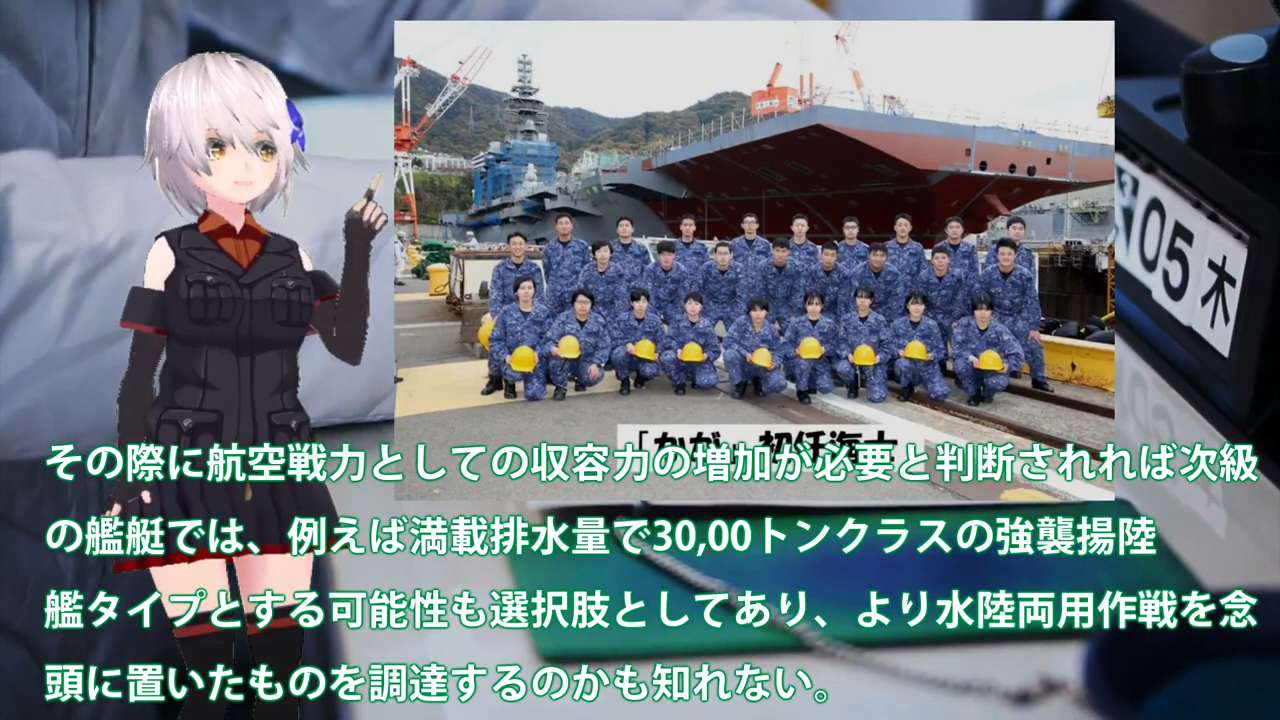 05
木
「かが」初任海士
その際に航空戦力としての収容力の増加が必要と判断されれば次級
の艦艇では、例えば満載排水量で30,00トンクラスの強襲揚陸
艦タイプとする可能性も選択肢としてあり、より水陸両用作戦を念
頭に置いたものを調達するのかも知れない。